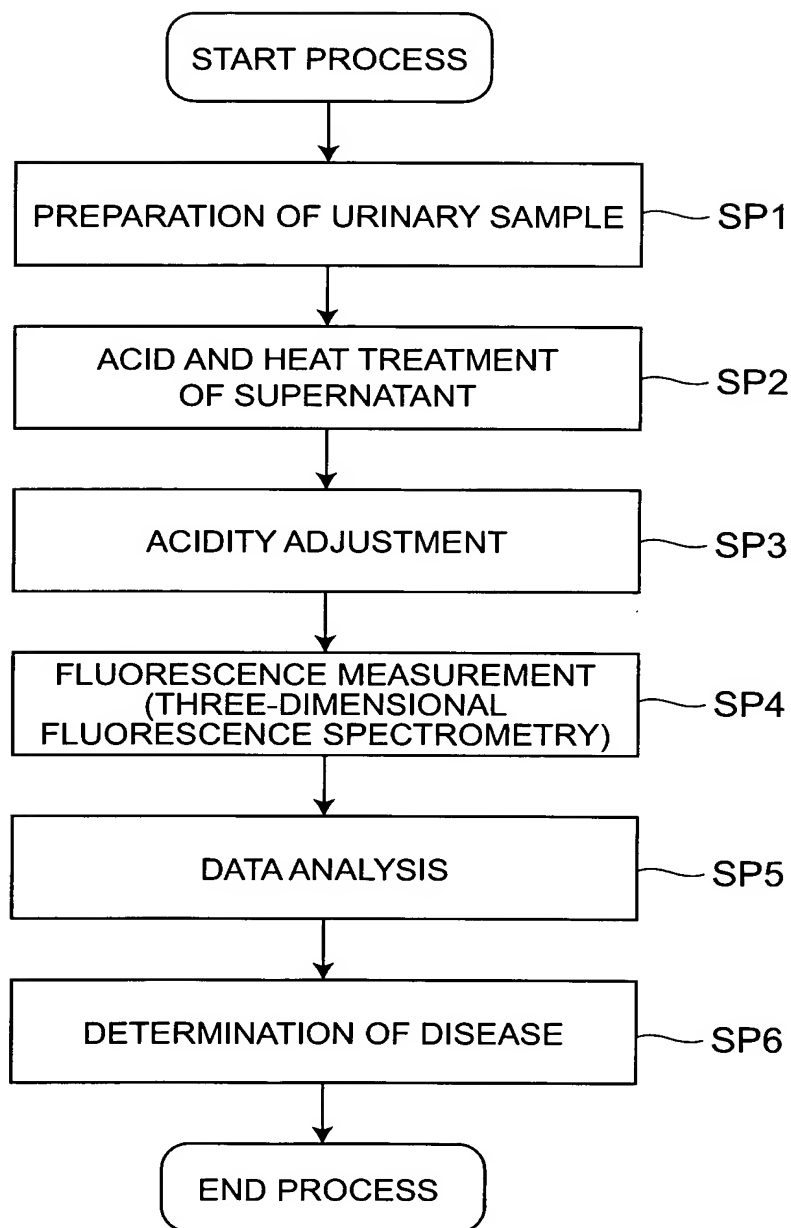 START PROCESS
PREPARATION OF URINARY SAMPLE
SP1
ACID AND HEAT TREATMENT
OF SUPERNATANT
SP2
ACIDITY ADJUSTMENT
SP3
FLUORESCENCE MEASUREMENT
(THREE-DIMENSIONAL
FLUORESCENCE SPECTROMETRY)
SP4
DATA ANALYSIS
SP5
DETERMINATION OF DISEASE
SP6
END PROCESS